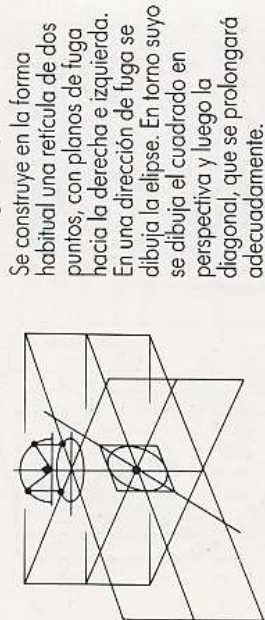 Se construye en la forma
habitual una retícula de dos
puntos, con planos de fuga
hacia la derecha e izquierda.
En una dirección de fuga se
dibuja la elipse. En torno suyo
se dibuja el cuadrado en
perspectiva y luego la
diagonal, que se prolongará
adecuadamente.